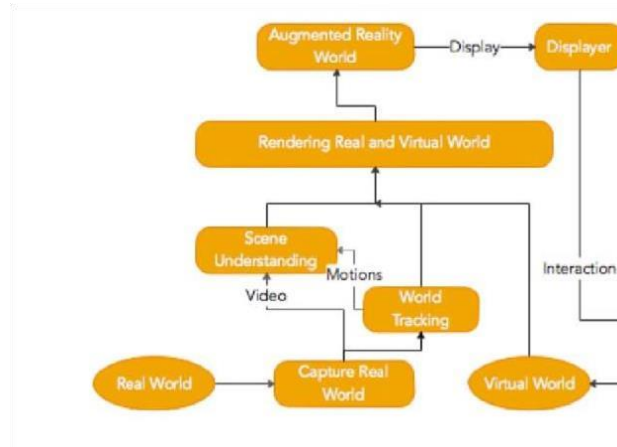 Augmented Reality
World
Display
Displayer
Rendering Real and Virtual World
Scene
Understanding
Motions
Interaction
Video
World
Tracking
Real World
Capture Real
World
Virtual World